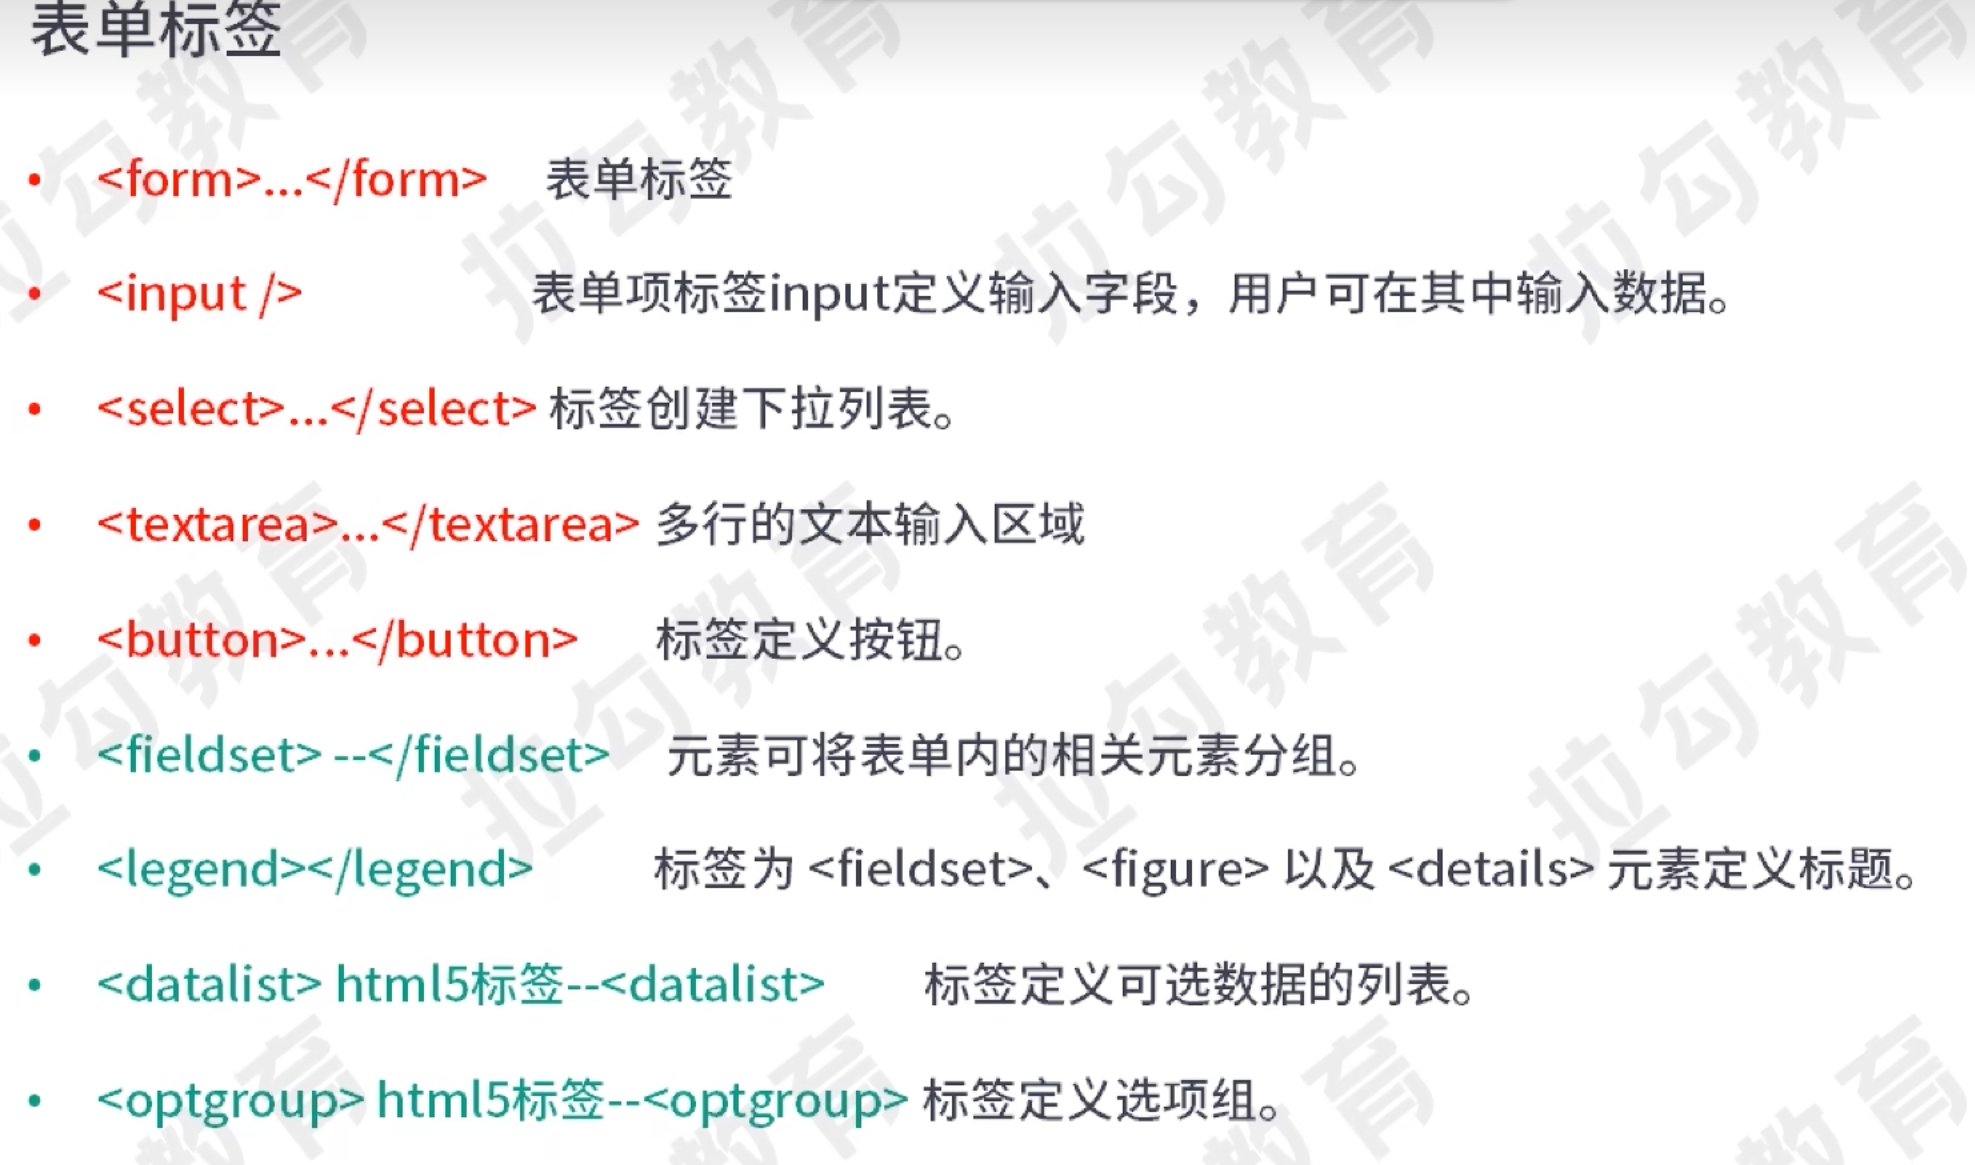 表单标签
• <form>...</form> 表单标签
• <input /> 表单项标签input定义输入字段，用户可在其中输入数据。
• <select>...</select> 标签创建下拉列表。
• <textarea>...</textarea> 多行的文本输入区域
• <button>...</button> 标签定义按钮。
• <fieldset> --</fieldset> 元素可将表单内的相关元素分组。
• <legend></legend> 标签为 <fieldset>、<figure> 以及 <details> 元素定义标题。
• <datalist> html5标签--<datalist> 标签定义可选数据的列表。
• <optgroup> html5标签--<optgroup> 标签定义选项组。
拉勾教育